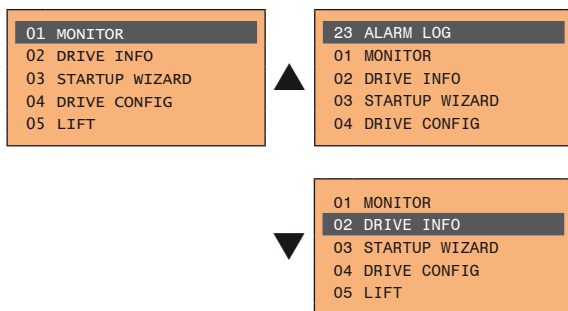 01 MONITOR
02 DRIVE INFO
03 STARTUP WIZARD
04 DRIVE CONFIG
05 LIFT
23 ALARM LOG
01 MONITOR
02 DRIVE INFO
03 STARTUP WIZARD
04 DRIVE CONFIG
01 MONITOR
02 DRIVE INFO
03 STARTUP WIZARD
04 DRIVE CONFIG
05 LIFT